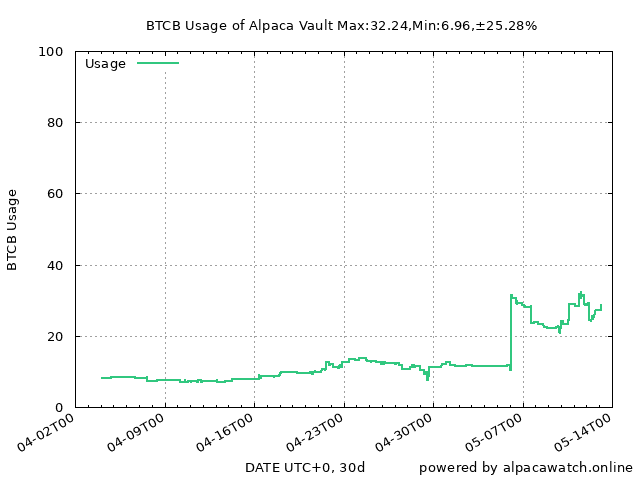 BTCB Usage of Alpaca Vault Max:32.24,Min:6.96,±25.28%
Usage
100
80
60
40
20
0
BTCB Usage
04-02T00
04-09T00
04-16T00
04-23T00
04-30T00
05-07T00
05-14T00
DATE UTC+0, 30d
powered by alpacawatch.online